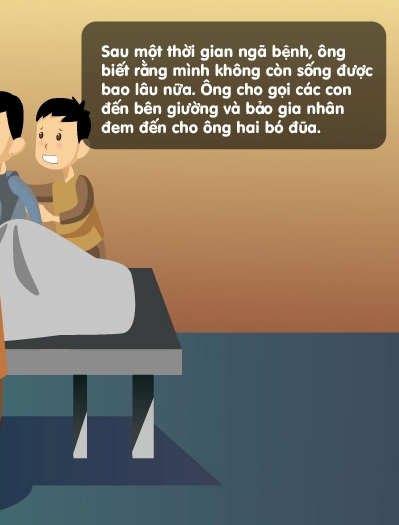 Sau một thời gian ngã bệnh, ông
biết rằng mình không còn sống được
bao lâu nữa. Ông cho gọi các con
đến bên giường và bảo gia nhân
đem đến cho ông hai bó đũa.